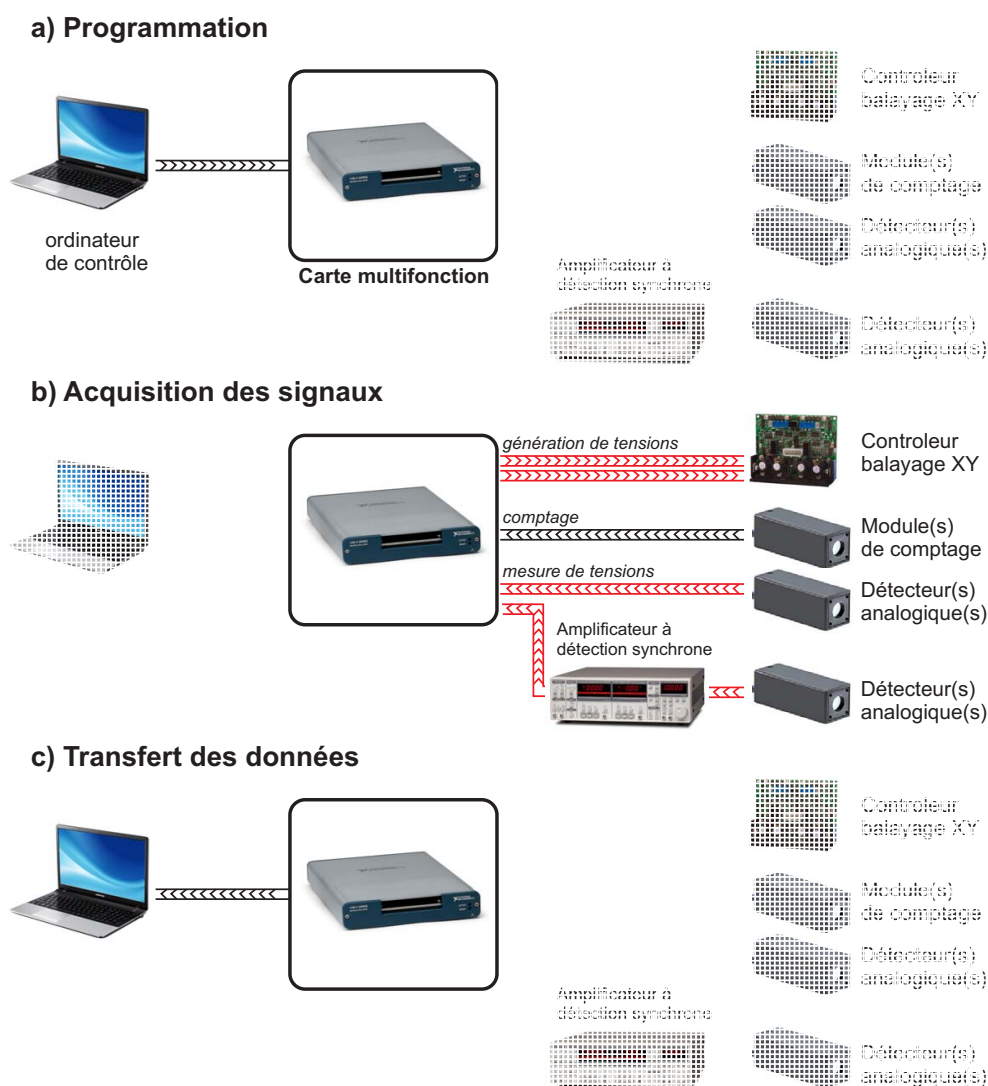 a) Programmation
Controleur
balayage XY
Module(s)
de comptage
Détecteur(s)
analogique(s)
ordinateur
de contrôle
Carte multifonction
Amplificateur à
détection synchrone
Détecteur(s)
analogique(s)
b) Acquisition des signaux
génération de tensions
Controleur
balayage XY
comptage
Module(s)
de comptage
mesure de tensions
Détecteur(s)
analogique(s)
Amplificateur à
détection synchrone
Détecteur(s)
analogique(s)
c) Transfert des données
Controleur
balayage XY
Module(s)
de comptage
Détecteur(s)
analogique(s)
Amplificateur à
détection synchrone
Détecteur(s)
analogique(s)